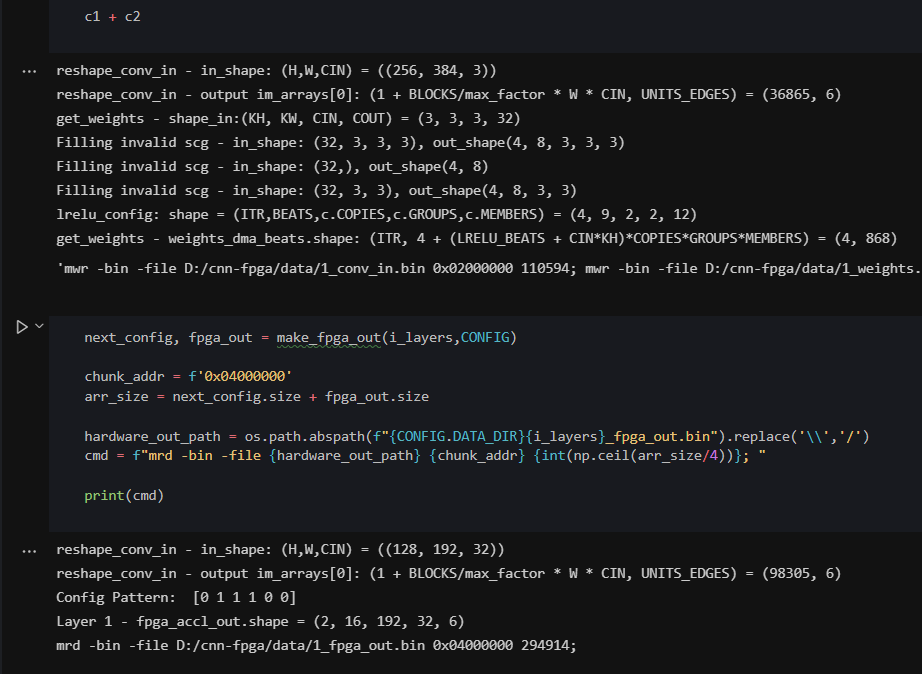 c1 + c2
... reshape_conv_in - in_shape: (H,W,CIN) = ((256, 384, 3))
reshape_conv_in - output im_arrays[0]: (1 + BLOCKS/max_factor * W * CIN, UNITS_EDGES) = (36865, 6)
get_weights - shape_in:(KH, KW, CIN, COUT) = (3, 3, 3, 32)
Filling invalid scg - in_shape: (32, 3, 3, 3), out_shape(4, 8, 3, 3, 3)
Filling invalid scg - in_shape: (32,), out_shape(4, 8)
Filling invalid scg - in_shape: (32, 3, 3), out_shape(4, 8, 3, 3)
lrelu_config: shape = (ITR,BEATS,c.COPIES,c.GROUPS,c.MEMBERS) = (4, 9, 2, 2, 12)
get_weights - weights_dma_beats.shape: (ITR, 4 + (LRELU_BEATS + CIN*KH)*COPIES*GROUPS*MEMBERS) = (4, 868)
'mwr -bin -file D:/cnn-fpga/data/1_conv_in.bin 0x02000000 110594; mwr -bin -file D:/cnn-fpga/data/1_weights.
next_config, fpga_out = make_fpga_out(i_layers,CONFIG)
chunk_addr = f'0x04000000'
arr_size = next_config.size + fpga_out.size
hardware_out_path = os.path.abspath(f"{CONFIG.DATA_DIR}{i_layers}_fpga_out.bin").replace('\\','/')
cmd = f"mrd -bin -file {hardware_out_path} {chunk_addr} {int(np.ceil(arr_size/4))}; "
print(cmd)
... reshape_conv_in - in_shape: (H,W,CIN) = ((128, 192, 32))
reshape_conv_in - output im_arrays[0]: (1 + BLOCKS/max_factor * W * CIN, UNITS_EDGES) = (98305, 6)
Config Pattern:  [0 1 1 1 0 0]
Layer 1 - fpga_accl_out.shape = (2, 16, 192, 32, 6)
mrd -bin -file D:/cnn-fpga/data/1_fpga_out.bin 0x04000000 294914;